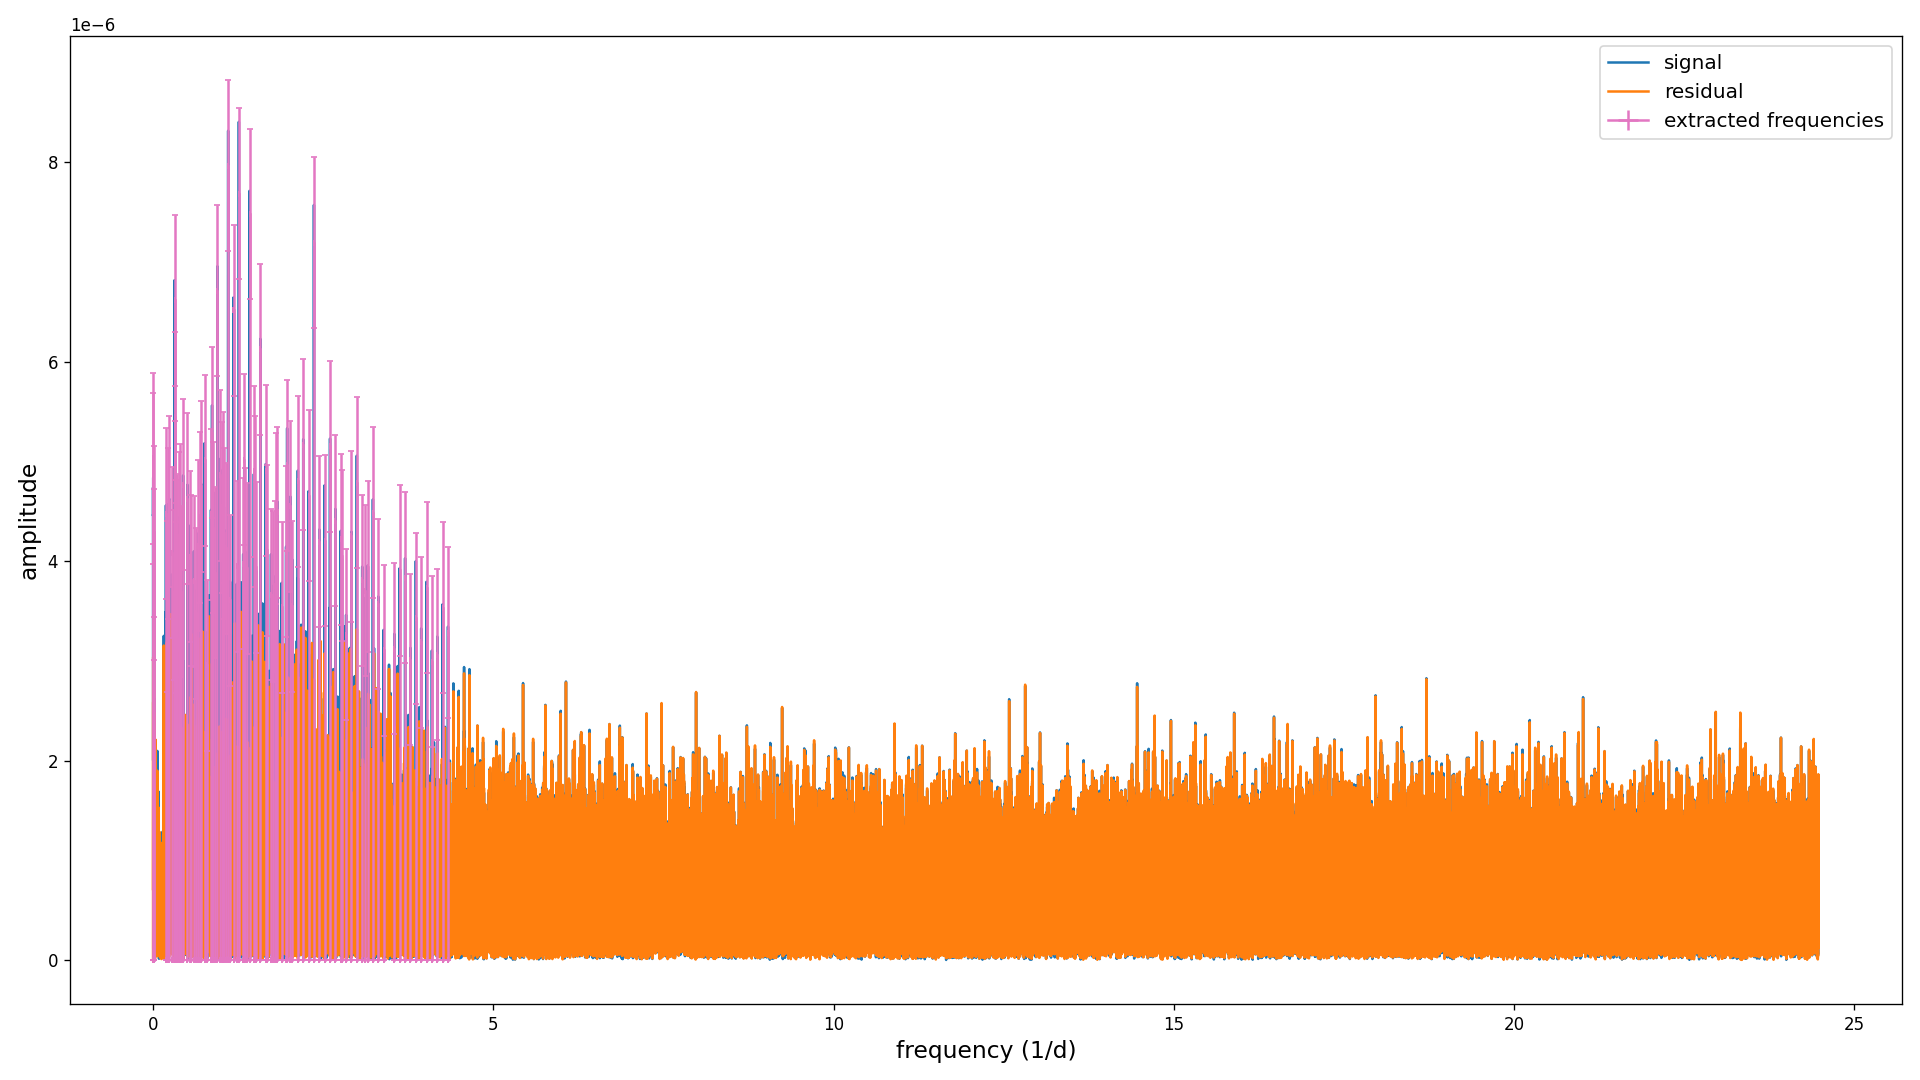 1e−6
signal
residual
extracted frequencies
amplitude
8
6
4
2
0
0
5
10
15
20
25
frequency (1/d)